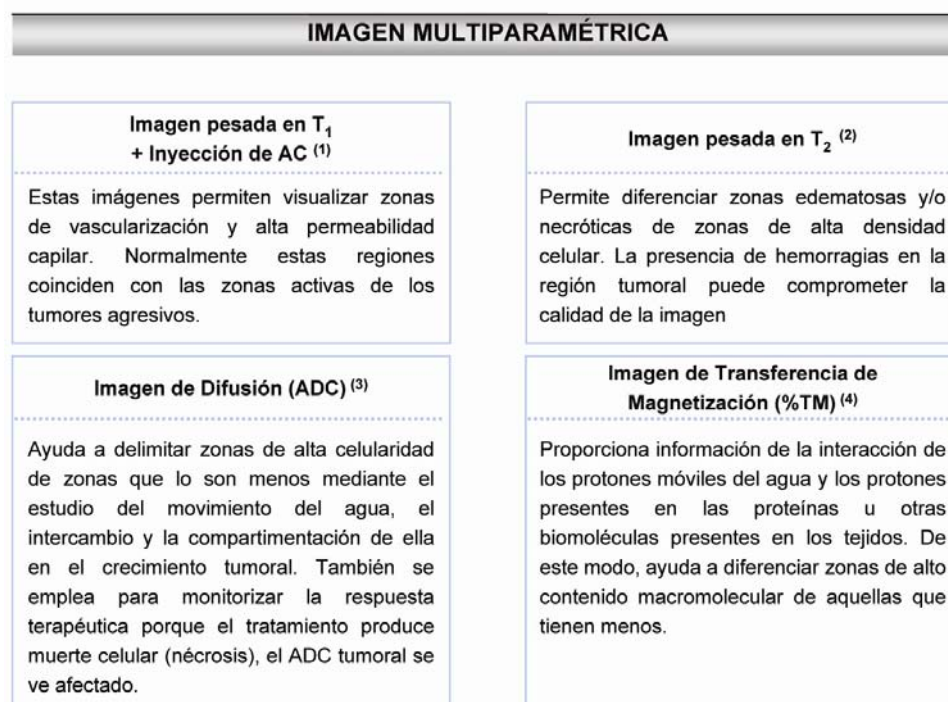 IMAGEN MULTIPARAMÉTRICA
Imagen pesada en T₁
+ Inyección de AC ⁽¹⁾
Estas imágenes permiten visualizar zonas
de vascularización y alta permeabilidad
capilar. Normalmente estas regiones
coinciden con las zonas activas de los
tumores agresivos.
Imagen pesada en T₂ ⁽²⁾
Permite diferenciar zonas edematosas y/o
necróticas de zonas de alta densidad
celular. La presencia de hemorragias en la
región tumoral puede comprometer la
calidad de la imagen
Imagen de Difusión (ADC) ⁽³⁾
Ayuda a delimitar zonas de alta celularidad
de zonas que lo son menos mediante el
estudio del movimiento del agua, el
intercambio y la compartimentación de ella
en el crecimiento tumoral. También se
emplea para monitorizar la respuesta
terapéutica porque el tratamiento produce
muerte celular (nécrosis), el ADC tumoral se
ve afectado.
Imagen de Transferencia de
Magnetización (%TM) ⁽⁴⁾
Proporciona información de la interacción de
los protones móviles del agua y los protones
presentes en las proteínas u otras
biomoléculas presentes en los tejidos. De
este modo, ayuda a diferenciar zonas de alto
contenido macromolecular de aquellas que
tienen menos.